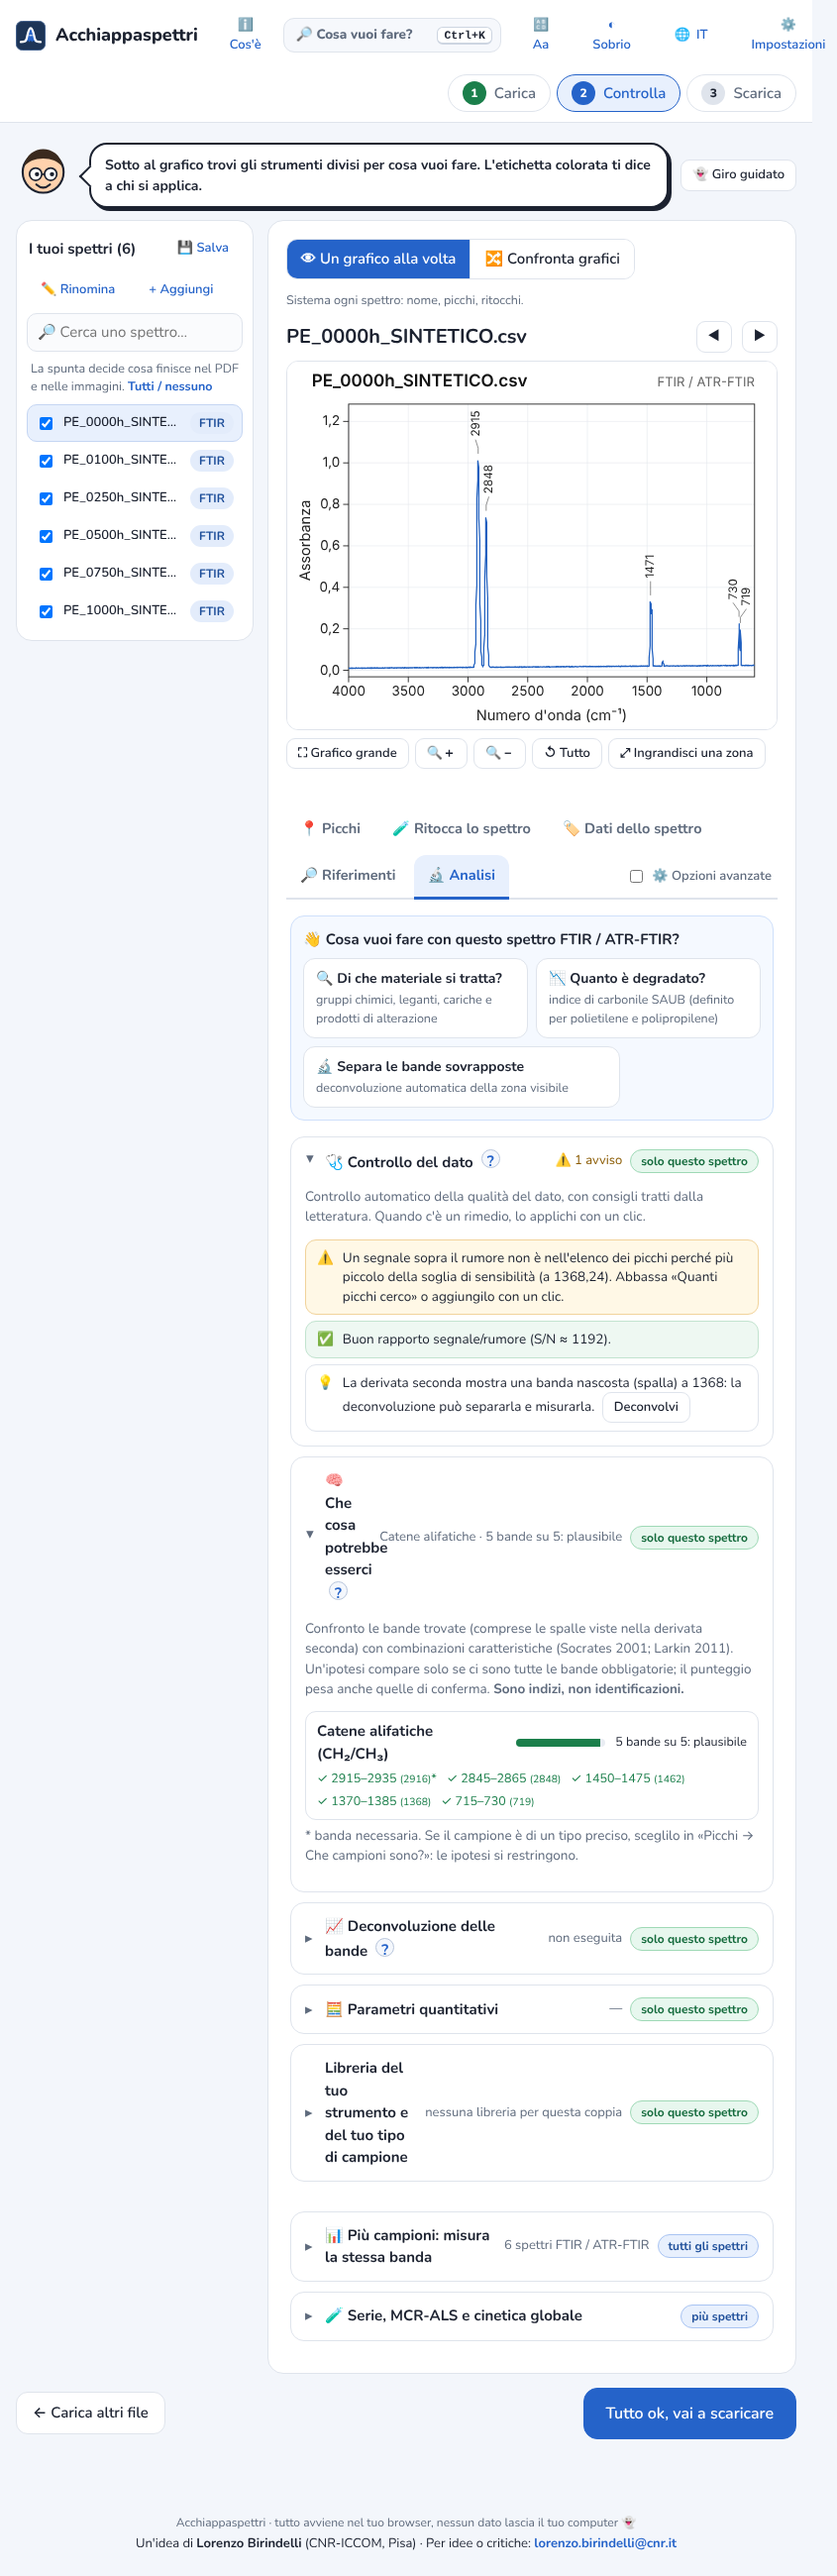 Acchiappaspettri
ℹ️ Cos'è
🔎 Cosa vuoi fare? Ctrl+K
🔠 Aa
Sobrio
🌐 IT
⚙️ Impostazioni
1 Carica
2 Controlla
3 Scarica
Sotto al grafico trovi gli strumenti divisi per cosa vuoi fare. L'etichetta colorata ti dice
a chi si applica.
👻 Giro guidato
I tuoi spettri (6)
💾 Salva
✏️ Rinomina
+ Aggiungi
🔎 Cerca uno spettro...
La spunta decide cosa finisce nel PDF
e nelle immagini. Tutti / nessuno
PE_0000h_SINTE... FTIR
PE_0100h_SINTE... FTIR
PE_0250h_SINTE... FTIR
PE_0500h_SINTE... FTIR
PE_0750h_SINTE... FTIR
PE_1000h_SINTE... FTIR
👁 Un grafico alla volta
🔀 Confronta grafici
Sistema ogni spettro: nome, picchi, ritocchi.
PE_0000h_SINTETICO.csv
◀ ▶
PE_0000h_SINTETICO.csv
FTIR / ATR-FTIR
2915
2848
1471
730
719
Assorbanza
1,2
1,0
0,8
0,6
0,4
0,2
0,0
4000 3500 3000 2500 2000 1500 1000
Numero d'onda (cm⁻¹)
⛶ Grafico grande
🔍 +
🔍 −
↺ Tutto
⤢ Ingrandisci una zona
📍 Picchi
🧪 Ritocca lo spettro
🏷️ Dati dello spettro
🔎 Riferimenti
🔬 Analisi
⚙️ Opzioni avanzate
👋 Cosa vuoi fare con questo spettro FTIR / ATR-FTIR?
🔍 Di che materiale si tratta?
gruppi chimici, leganti, cariche e
prodotti di alterazione
📉 Quanto è degradato?
indice di carbonile SAUB (definito
per polietilene e polipropilene)
🔬 Separa le bande sovrapposte
deconvoluzione automatica della zona visibile
▼ 🩺 Controllo del dato ?
⚠️ 1 avviso
solo questo spettro
Controllo automatico della qualità del dato, con consigli tratti dalla
letteratura. Quando c'è un rimedio, lo applichi con un clic.
⚠️ Un segnale sopra il rumore non è nell'elenco dei picchi perché più
piccolo della soglia di sensibilità (a 1368,24). Abbassa «Quanti
picchi cerco» o aggiungilo con un clic.
✅ Buon rapporto segnale/rumore (S/N ≈ 1192).
💡 La derivata seconda mostra una banda nascosta (spalla) a 1368: la
deconvoluzione può separarla e misurarla. Deconvolvi
▼ 🧠
Che
cosa
potrebbe
esserci
?
Catene alifatiche · 5 bande su 5: plausibile
solo questo spettro
Confronto le bande trovate (comprese le spalle viste nella derivata
seconda) con combinazioni caratteristiche (Socrates 2001; Larkin 2011).
Un'ipotesi compare solo se ci sono tutte le bande obbligatorie; il punteggio
pesa anche quelle di conferma. Sono indizi, non identificazioni.
Catene alifatiche
(CH₂/CH₃)
5 bande su 5: plausibile
✓ 2915–2935 (2916)* ✓ 2845–2865 (2848) ✓ 1450–1475 (1462)
✓ 1370–1385 (1368) ✓ 715–730 (719)
* banda necessaria. Se il campione è di un tipo preciso, sceglilo in «Picchi →
Che campioni sono?»: le ipotesi si restringono.
▶ 📈 Deconvoluzione delle
bande ?
non eseguita
solo questo spettro
▶ 🧮 Parametri quantitativi
—
solo questo spettro
▶ Libreria del
tuo
strumento e
del tuo tipo
di campione
nessuna libreria per questa coppia
solo questo spettro
▶ 📊 Più campioni: misura
la stessa banda
6 spettri FTIR / ATR-FTIR
tutti gli spettri
▶ 🧪 Serie, MCR-ALS e cinetica globale
più spettri
← Carica altri file
Tutto ok, vai a scaricare
Acchiappaspettri · tutto avviene nel tuo browser, nessun dato lascia il tuo computer 👻
Un'idea di Lorenzo Birindelli (CNR-ICCOM, Pisa) · Per idee o critiche: lorenzo.birindelli@cnr.it